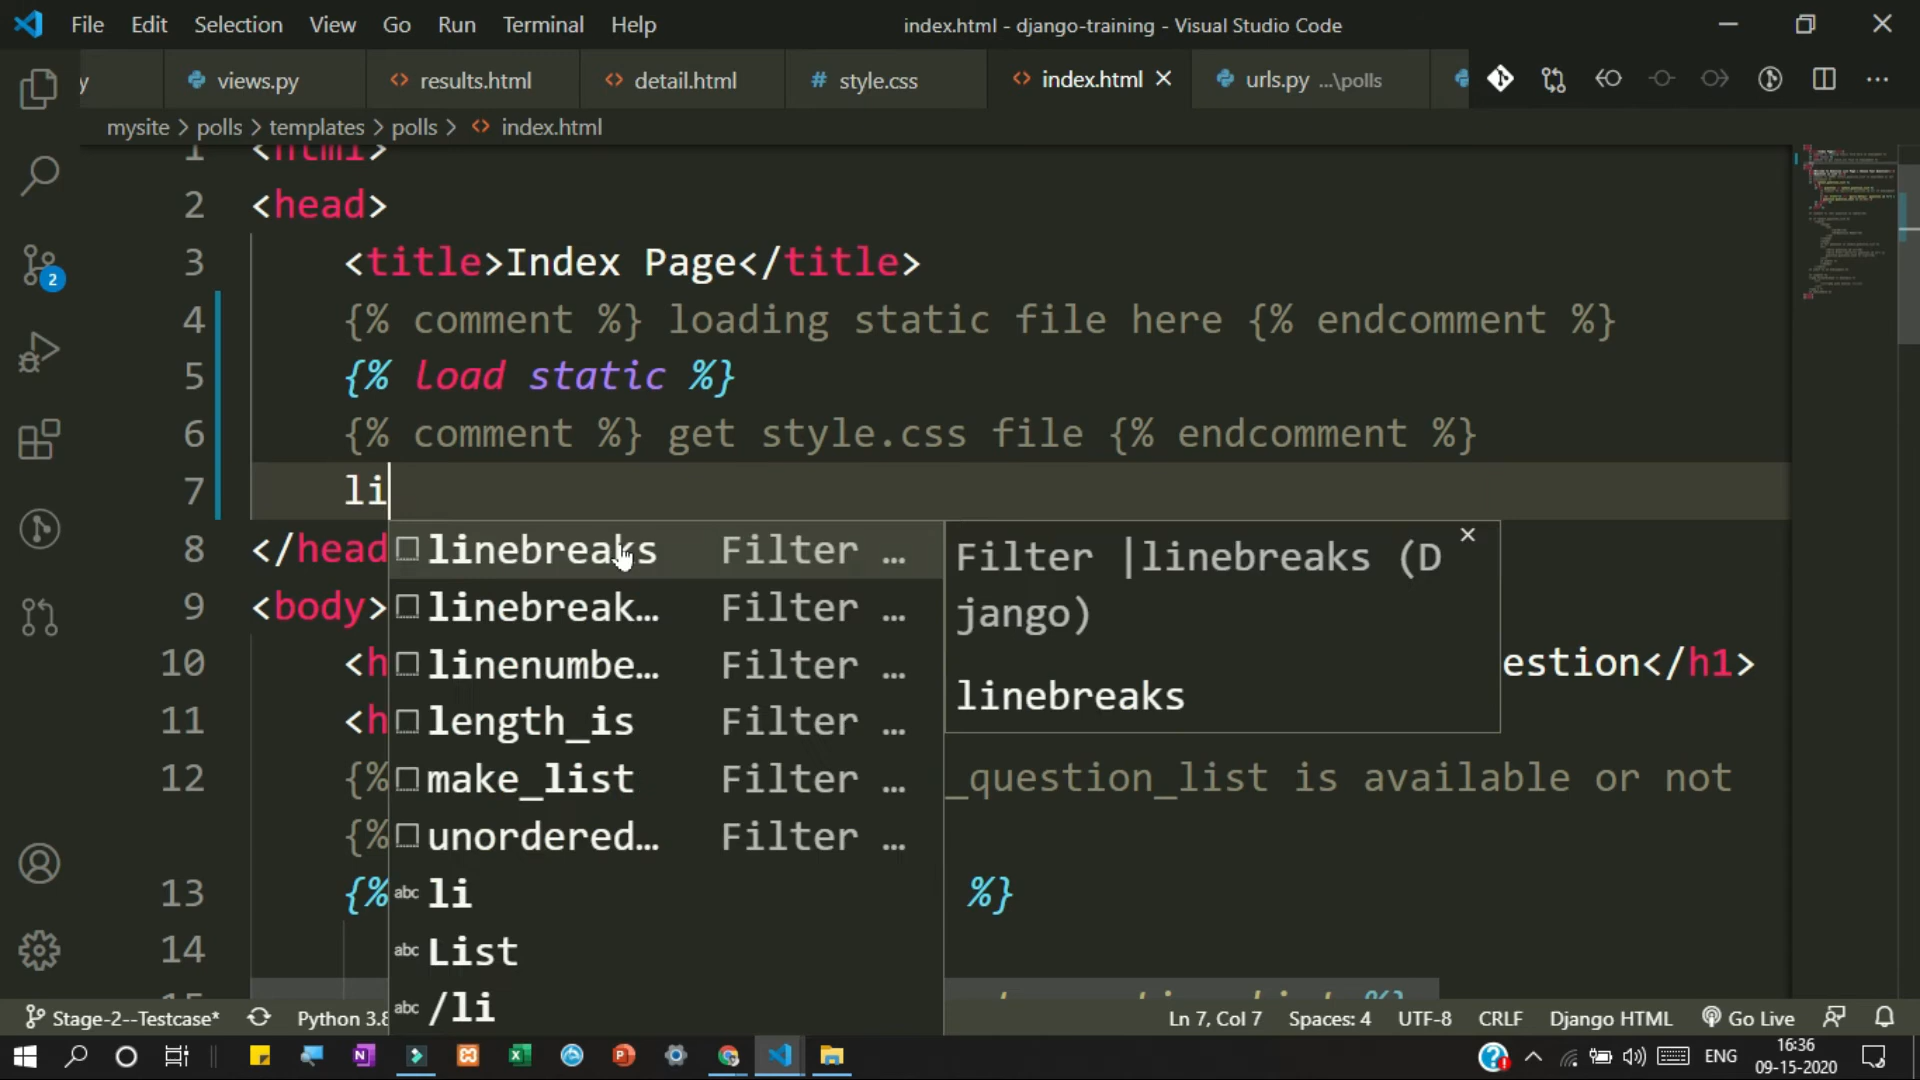 File Edit Selection View Go Run Terminal Help index.html - django-training - Visual Studio Code
y views.py <> results.html <> detail.html # style.css <> index.html × urls.py ...\polls
mysite > polls > templates > polls > <> index.html
1 <html>
2 <head>
3 <title>Index Page</title>
4 {% comment %} loading static file here {% endcomment %}
5 {% load static %}
6 {% comment %} get style.css file {% endcomment %}
7 li
8 </head
9 <body>
10 <h estion</h1>
11 <h
12 {% _question_list is available or not
{%
13 {% %}
14
linebreaks Filter ...
linebreak... Filter ...
linenumbe... Filter ...
length_is Filter ...
make_list Filter ...
unordered... Filter ...
abc li
abc List
abc /li
Filter |linebreaks (D
jango)
linebreaks
2
Stage-2--Testcase* Python 3.8 Ln 7, Col 7 Spaces: 4 UTF-8 CRLF Django HTML Go Live
ENG 16:36
09-15-2020